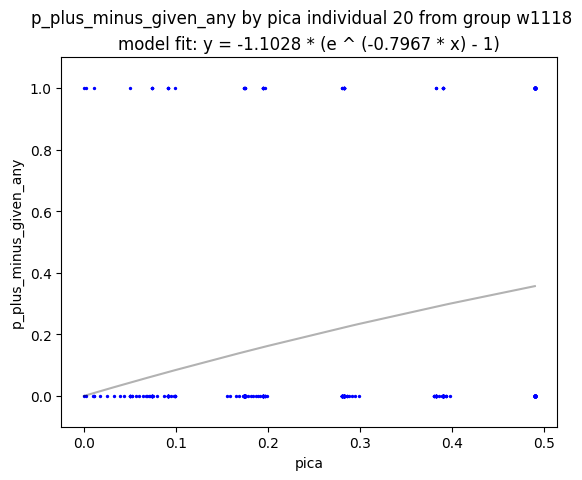 p_plus_minus_given_any by pica individual 20 from group w1118
model fit: y = -1.1028 * (e ^ (-0.7967 * x) - 1)
1.0
0.8
0.6
0.4
0.2
0.0
p_plus_minus_given_any
0.0 0.1 0.2 0.3 0.4 0.5
pica